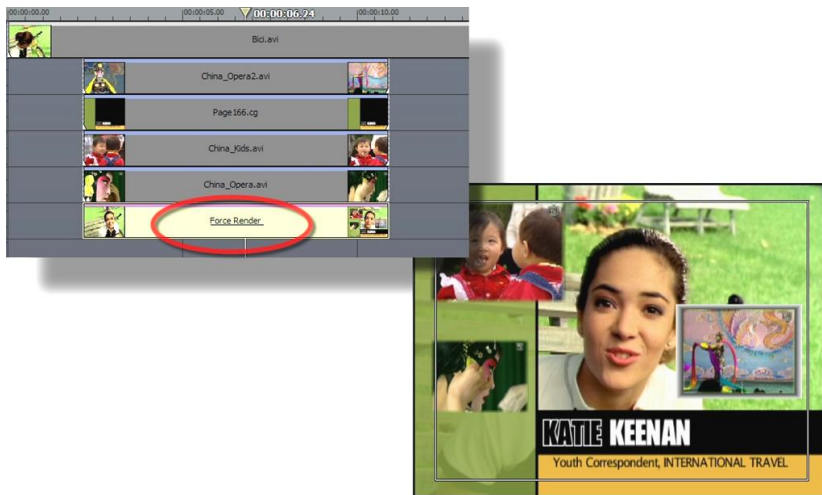 00:00:00.00
00:00:05.00
00:00:06.24
00:00:10.00
Bici.avi
China_Opera2.avi
Page166.cg
China_Kids.avi
China_Opera.avi
Force Render
KATIE KEENAN
Youth Correspondent, INTERNATIONAL TRAVEL